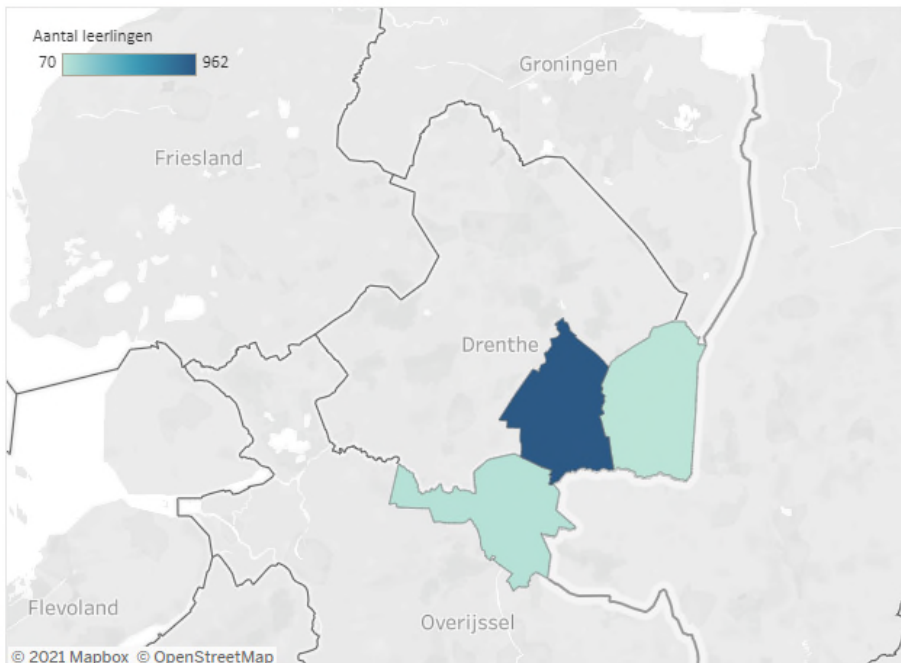 Aantal leerlingen
70 962
Groningen
Friesland
Drenthe
Flevoland
Overijssel
© 2021 Mapbox © OpenStreetMap